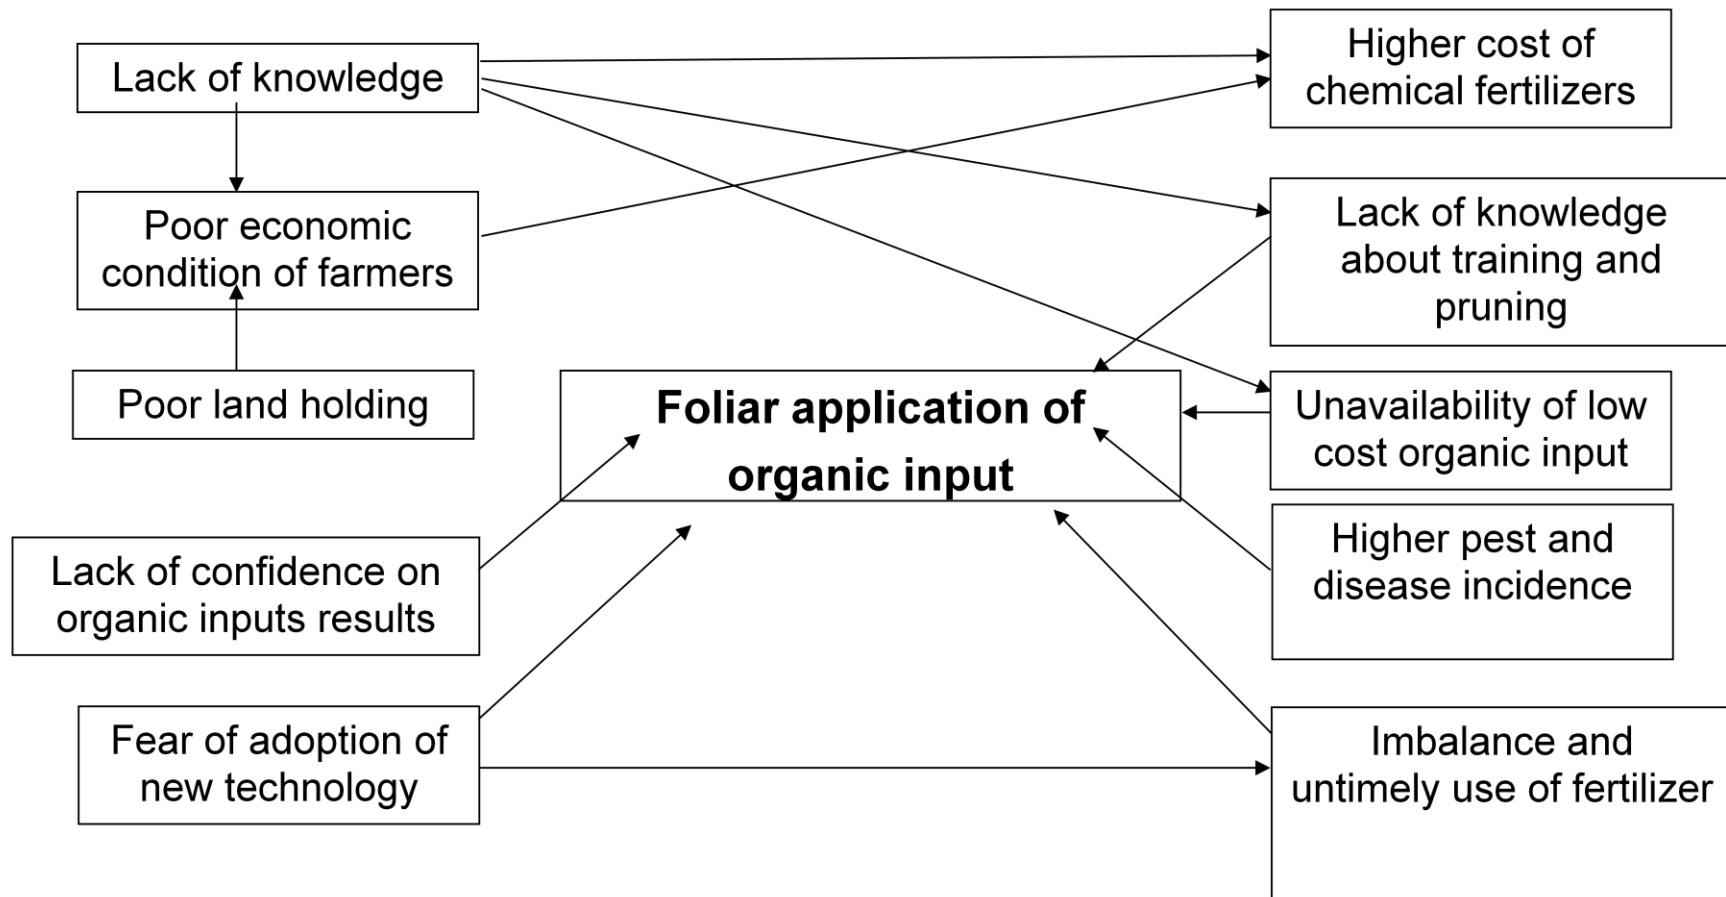 Lack of knowledge
Poor economic
condition of farmers
Poor land holding
Lack of confidence on
organic inputs results
Fear of adoption of
new technology
Foliar application of
organic input
Higher cost of
chemical fertilizers
Lack of knowledge
about training and
pruning
Unavailability of low
cost organic input
Higher pest and
disease incidence
Imbalance and
untimely use of fertilizer